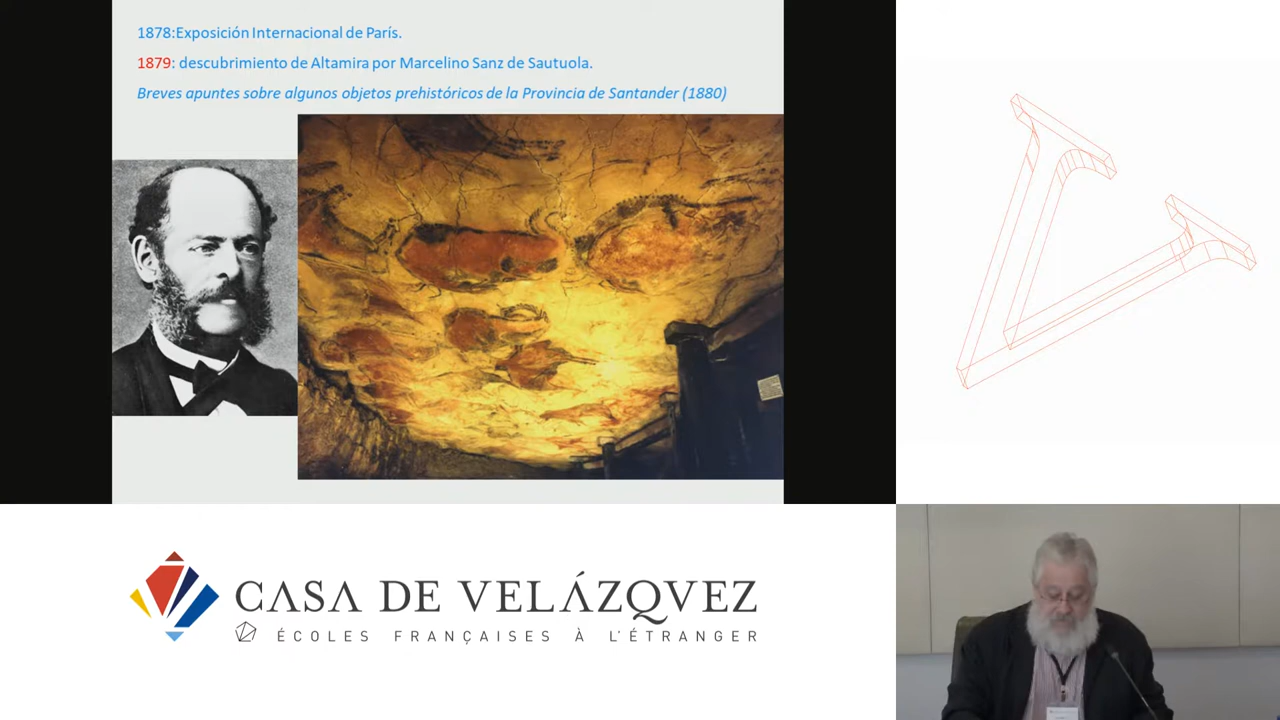 1878:Exposición Internacional de París.
1879: descubrimiento de Altamira por Marcelino Sanz de Sautuola.
Breves apuntes sobre algunos objetos prehistóricos de la Provincia de Santander (1880)
CASA DE VELÁZQVEZ
ÉCOLES FRANÇAISES À L'ÉTRANGER